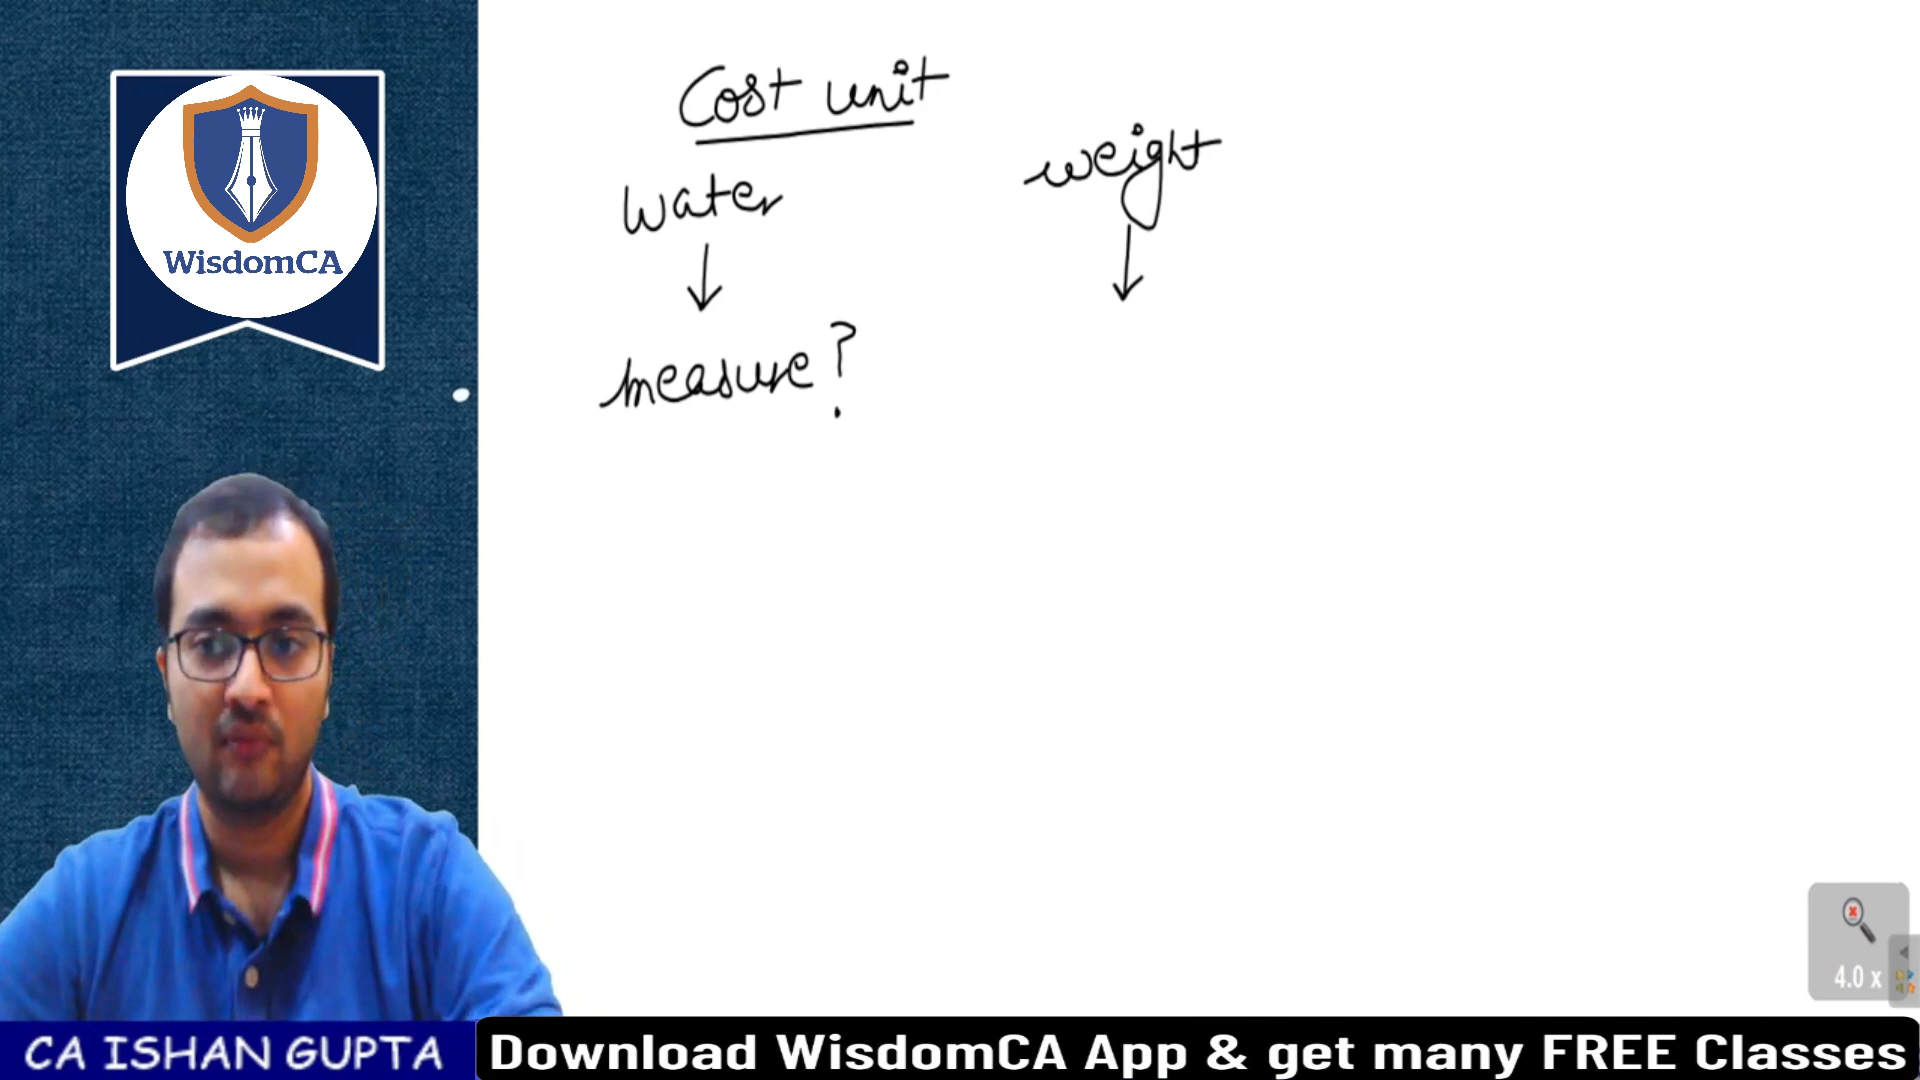 WisdomCA
Cost unit
water
weight
measure?
4.0 x
CA ISHAN GUPTA
Download WisdomCA App & get many FREE Classes